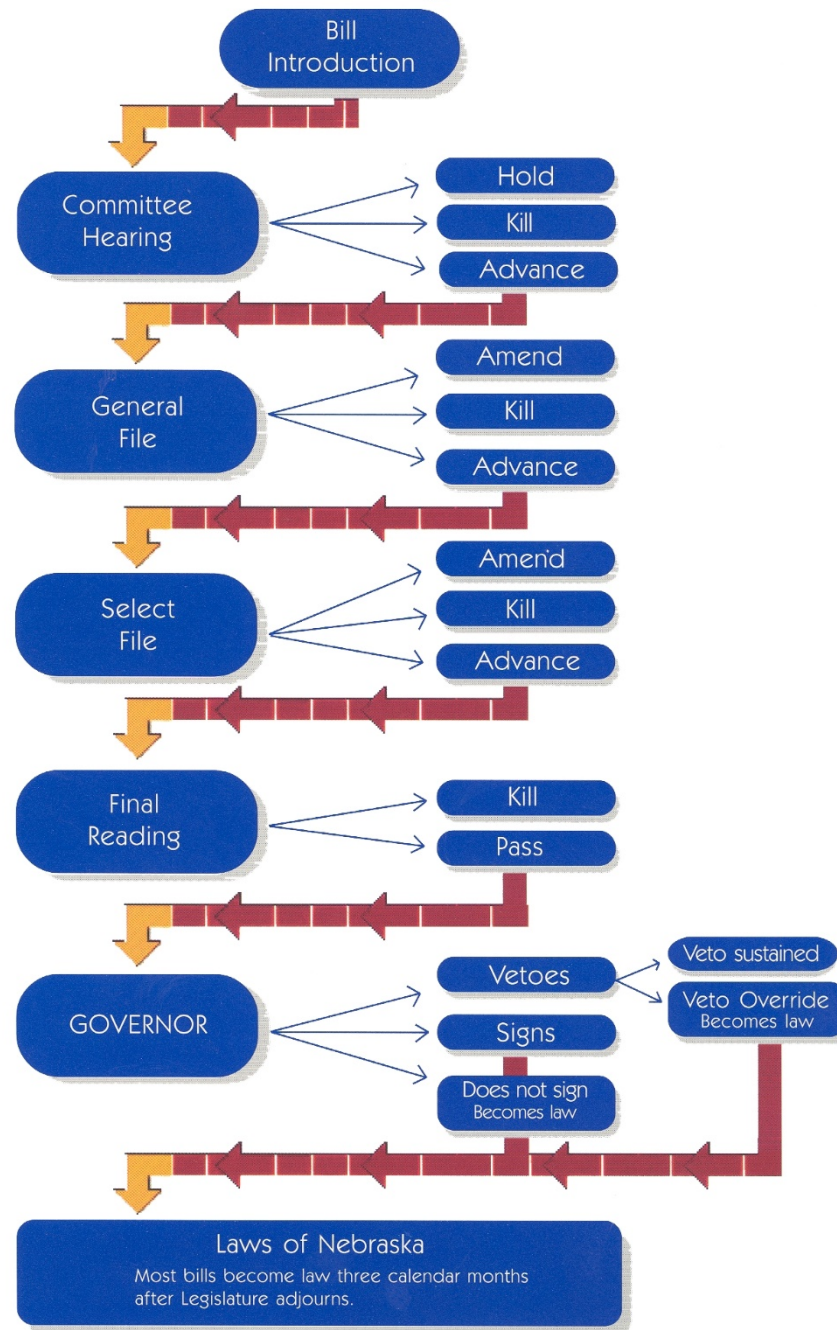 Bill
Introduction
Committee
Hearing
Hold
Kill
Advance
General
File
Amend
Kill
Advance
Select
File
Amend
Kill
Advance
Final
Reading
Kill
Pass
GOVERNOR
Vetoes
Veto sustained
Veto Override
Becomes law
Signs
Does not sign
Becomes law
Laws of Nebraska
Most bills become law three calendar months
after Legislature adjourns.